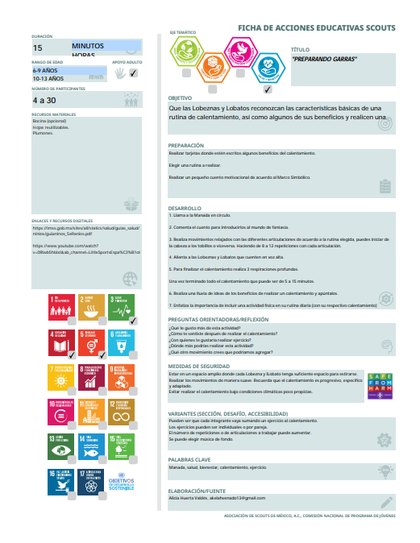 FICHA DE ACCIONES EDUCATIVAS SCOUTS
DURACIÓN
15 MINUTOS
HORAS
RANGO DE EDAD
APOYO ADULTO
6-9 AÑOS
10-13 AÑOS
NÚMERO DE PARTICIPANTES
4 a 30
RECURSOS MATERIALES
Bocina (opcional)
Hojas reutilizables.
Plumones.
ENLACES Y RECURSOS DIGITALES
EJE TEMÁTICO
TÍTULO
"PREPARANDO GARRAS"
OBJETIVO
Que las Lobeznas y Lobatos reconozcan las características básicas de una
rutina de calentamiento, así como algunos de sus beneficios y realicen una
PREPARACIÓN
Realizar tarjetas donde estén escritos algunos beneficios del calentamiento.
Elegir una rutina a realizar.
Realizar un pequeño cuento motivacional de acuerdo al Marco Simbólico
DESARROLLO
1. Llama a la Manada en círculo.
2. Comenta el cuento para introducirlos al mundo de fantasía.
3. Realiza movimientos relajados con las diferentes articulaciones de acuerdo a la rutina elegida, puedes iniciar de
la cabeza a los tobillos o viceversa. Haciendo de 8 a 12 repeticiones con cada articulación.
4. Alienta a las Lobeznas y Lobatos que cuenten en voz alta.
5. Para finalizar el calentamiento realiza 3 respiraciones profundas
Una vez terminado todo el calentamiento que puede ser de 5 a 15 minutos.
6. Realiza una lluvia de ideas de los beneficios de realizar un calentamiento y apúntalos.
7. Enfatiza la importancia de incluir una actividad física en su rutina diaria (con su respectivo calentamiento)
PREGUNTAS ORIENTADORAS/REFLEXIÓN
¿Qué te gustó más de esta actividad?
¿Cómo te sentiste después de realizar el calentamiento?
¿Con quienes te gustaría realizar ejercicio?
¿Dónde más podrías realizar esta actividad?
¿Qué otro movimiento crees que podríamos agregar?
MEDIDAS DE SEGURIDAD
Estar en un espacio amplio donde cada Lobezna y Lobato tenga suficiente espacio para estirarse.
Realizar los movimientos de manera suave. Recuerda que el calentamiento es progresivo, específico
y adaptado.
Evitar realizar el calentamiento bajo condiciones climáticas poco propicias.
SAFE
FROM
HARM
VARIANTES (SECCIÓN, DESAFÍO, ACCESIBILIDAD)
Pueden ser que cada integrante vaya sumando un ejercicio al calentamiento.
Los ejercicios pueden ser individuales o por pareja.
El número de repeticiones o de articulaciones a trabajar puede aumentar.
Se puede elegir música de fondo.
PALABRAS CLAVE
Manada, salud, bienestar, calentamiento, ejercicio.
ELABORACIÓN/FUENTE
ASOCIACIÓN DE SCOUTS DE MÉXICO, A.C., COMISIÓN NACIONAL DE PROGRAMA DE JÓVENES
OBJETIVOS